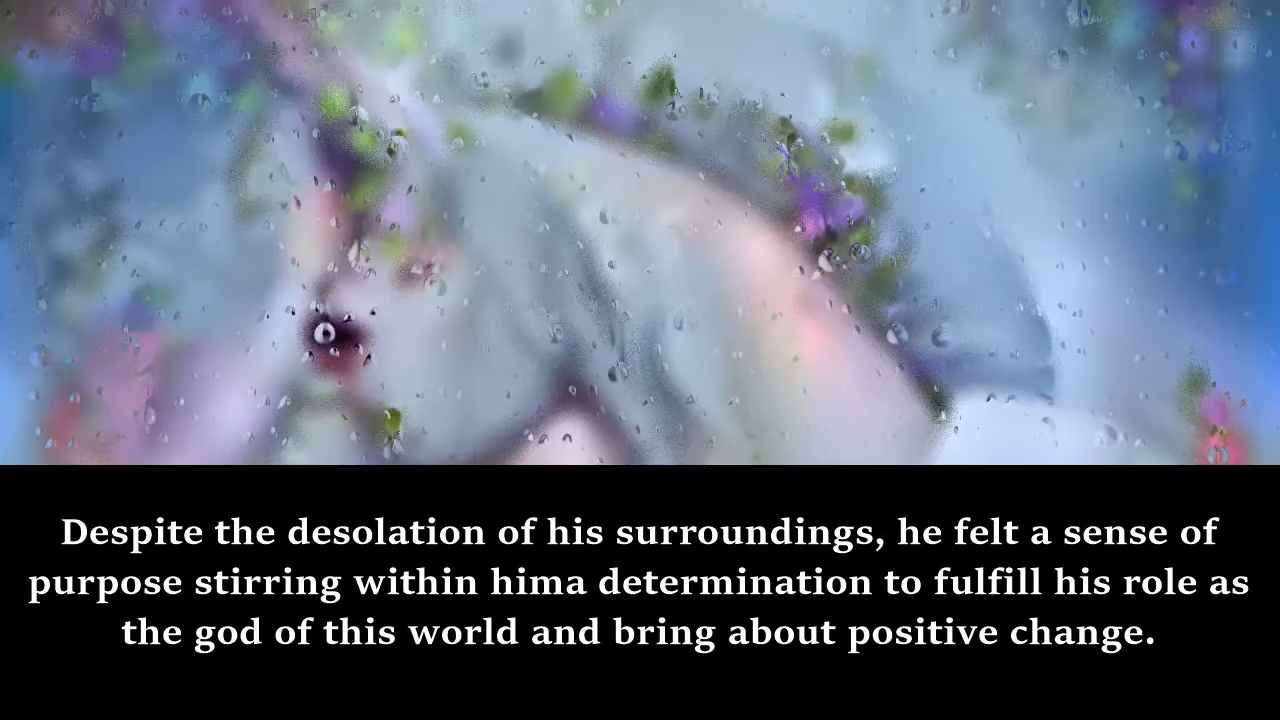 Despite the desolation of his surroundings, he felt a sense of
purpose stirring within hima determination to fulfill his role as
the god of this world and bring about positive change.